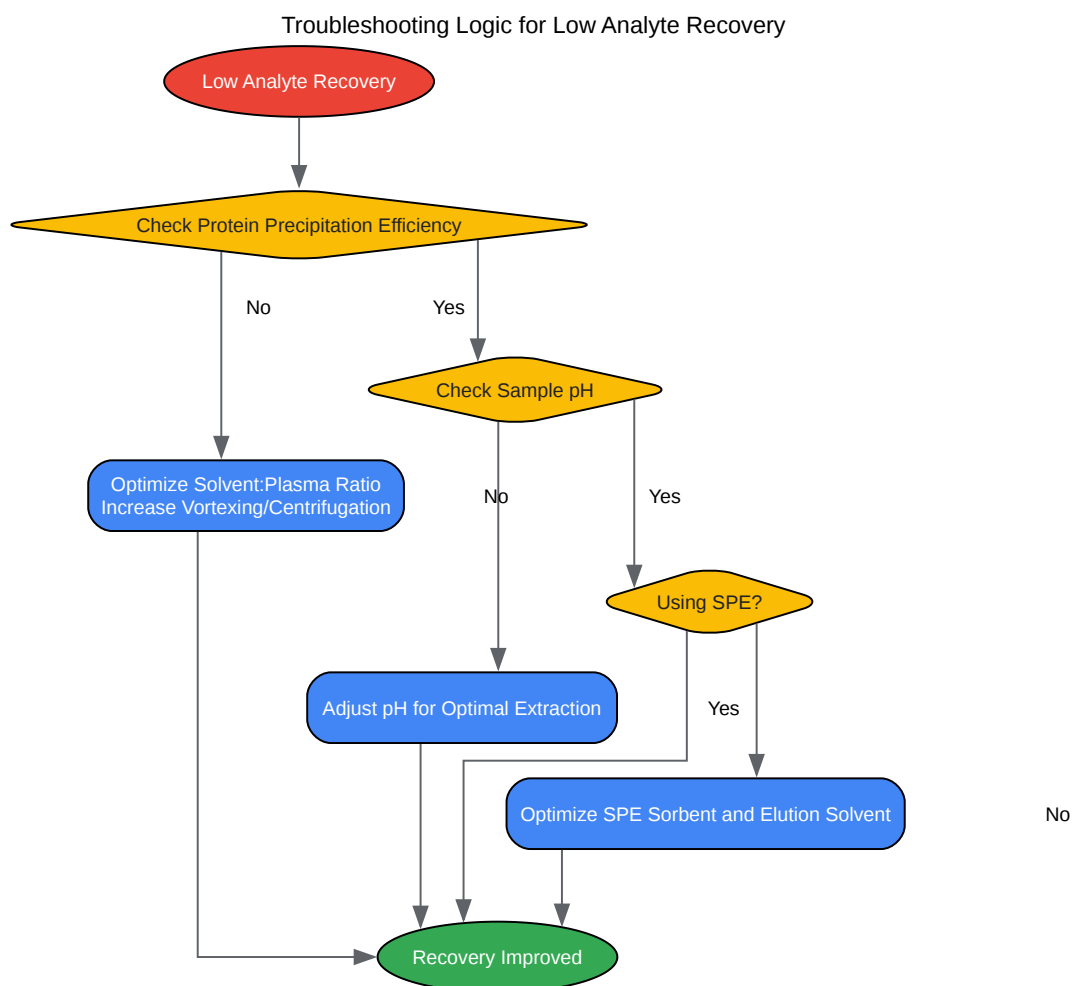 Troubleshooting Logic for Low Analyte Recovery
Low Analyte Recovery
Check Protein Precipitation Efficiency
No
Yes
Check Sample pH
Optimize Solvent:Plasma Ratio
Increase Vortexing/Centrifugation
No
Yes
Using SPE?
Adjust pH for Optimal Extraction
Yes
Optimize SPE Sorbent and Elution Solvent
No
Recovery Improved